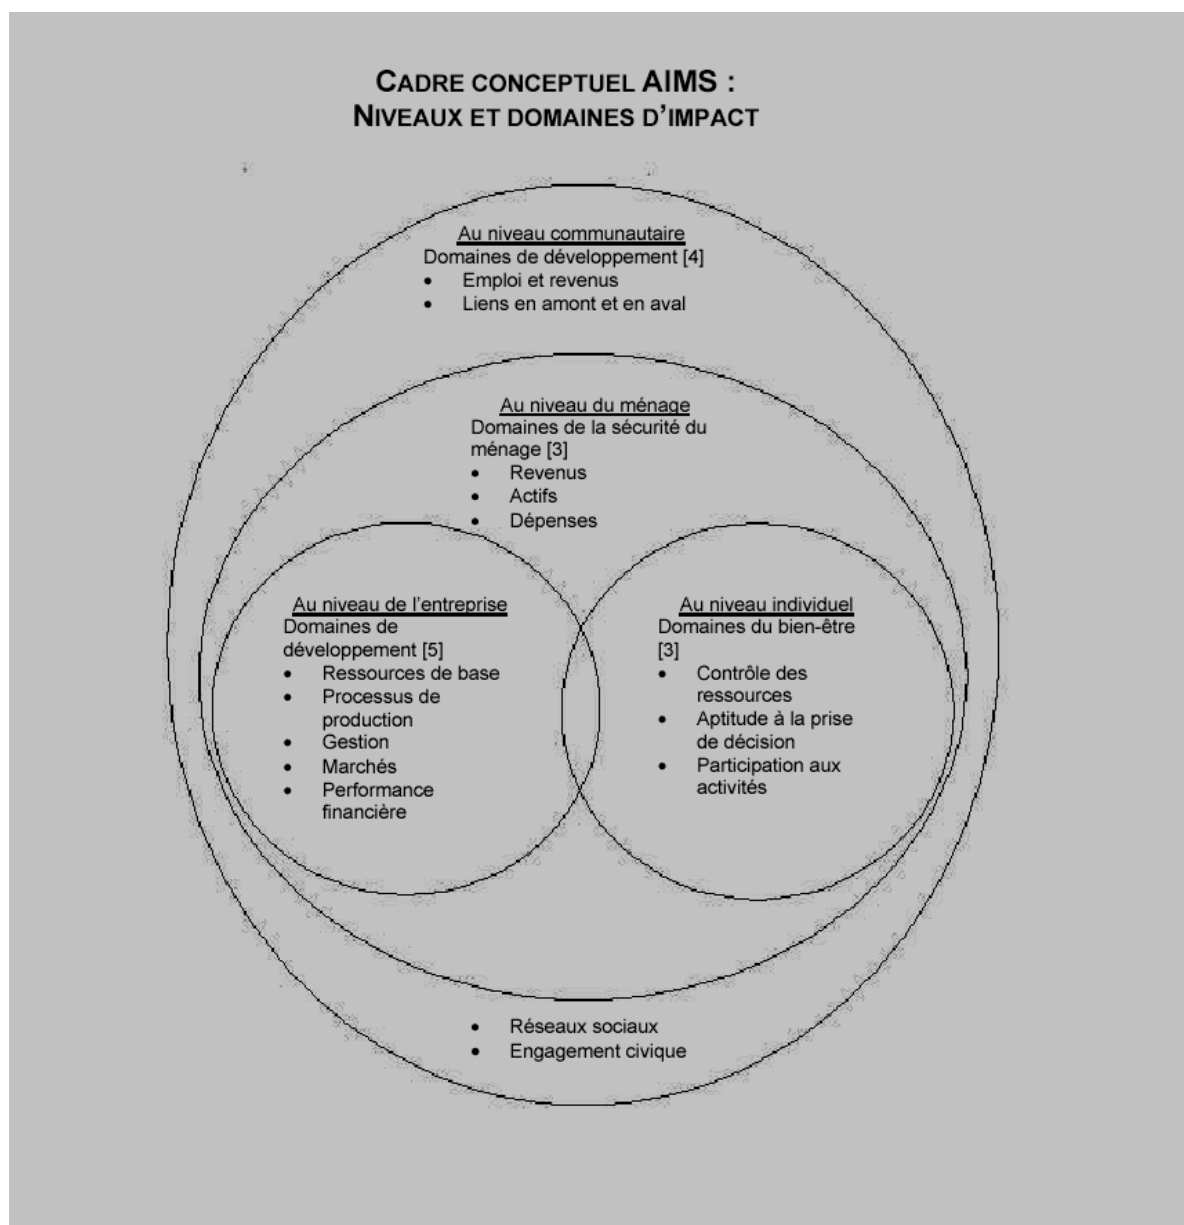 CADRE CONCEPTUEL AIMS :
NIVEAUX ET DOMAINES D'IMPACT
Au niveau communautaire
Domaines de développement [4]
• Emploi et revenus
• Liens en amont et en aval
Au niveau du ménage
Domaines de la sécurité du
ménage [3]
• Revenus
• Actifs
• Dépenses
Au niveau de l'entreprise
Domaines de
développement [5]
• Ressources de base
• Processus de
production
• Gestion
• Marchés
• Performance
financière
Au niveau individuel
Domaines du bien-être
[3]
• Contrôle des
ressources
• Aptitude à la prise
de décision
• Participation aux
activités
• Réseaux sociaux
• Engagement civique